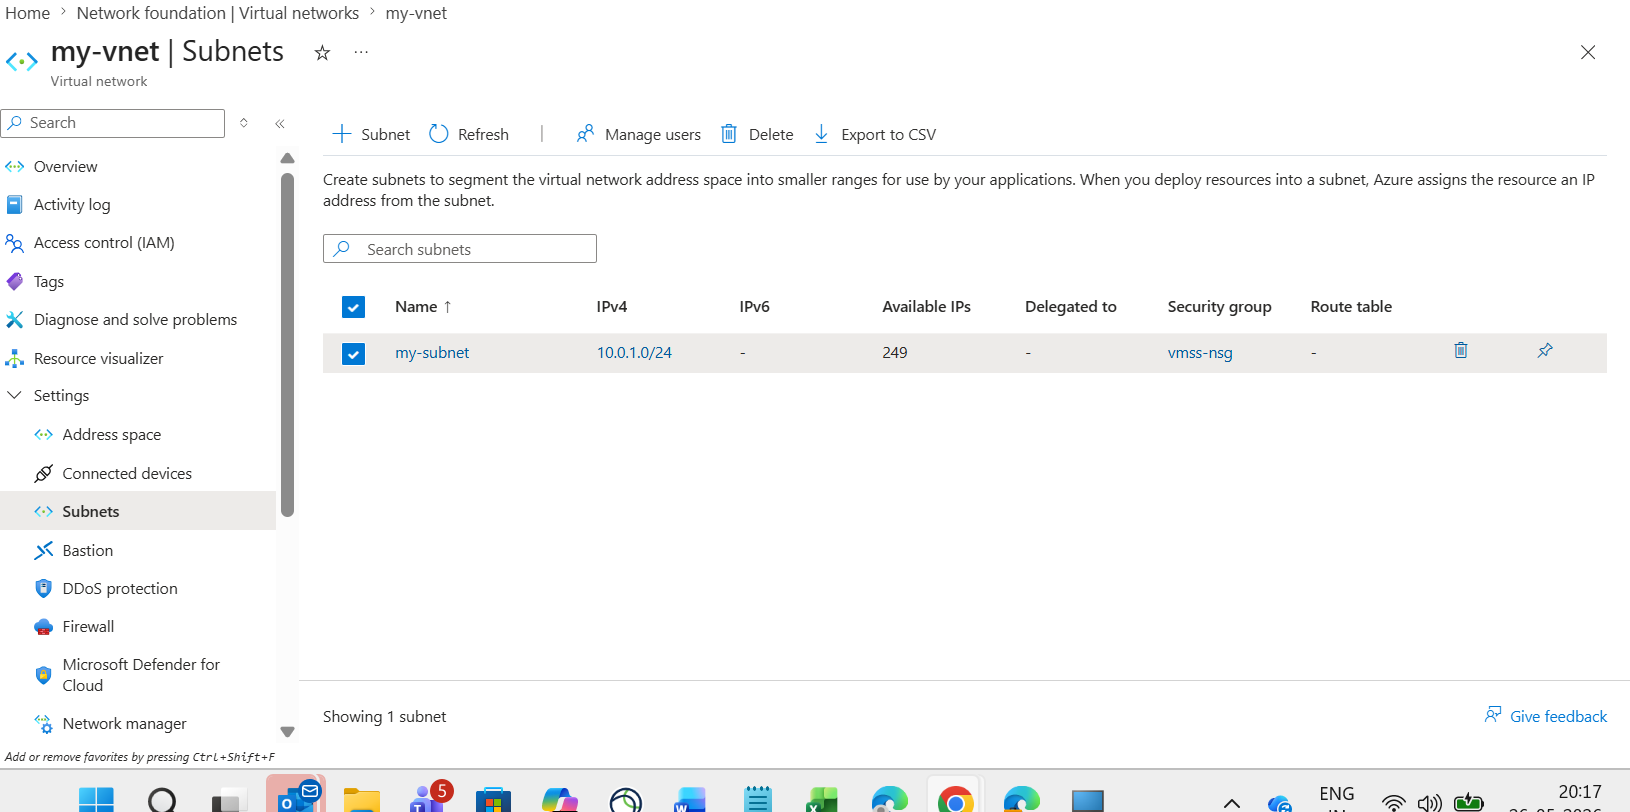 Home > Network foundation | Virtual networks > my-vnet
my-vnet | Subnets ☆ ...
Virtual network
Search
Overview
Activity log
Access control (IAM)
Tags
Diagnose and solve problems
Resource visualizer
Settings
Address space
Connected devices
Subnets
Bastion
DDoS protection
Firewall
Microsoft Defender for
Cloud
Network manager
Add or remove favorites by pressing Ctrl+Shift+F
+ Subnet Refresh | Manage users Delete Export to CSV
Create subnets to segment the virtual network address space into smaller ranges for use by your applications. When you deploy resources into a subnet, Azure assigns the resource an IP
address from the subnet.
Search subnets
Name ↑ IPv4 IPv6 Available IPs Delegated to Security group Route table
my-subnet 10.0.1.0/24 - 249 - vmss-nsg -
Showing 1 subnet
Give feedback
5
ENG
20:17